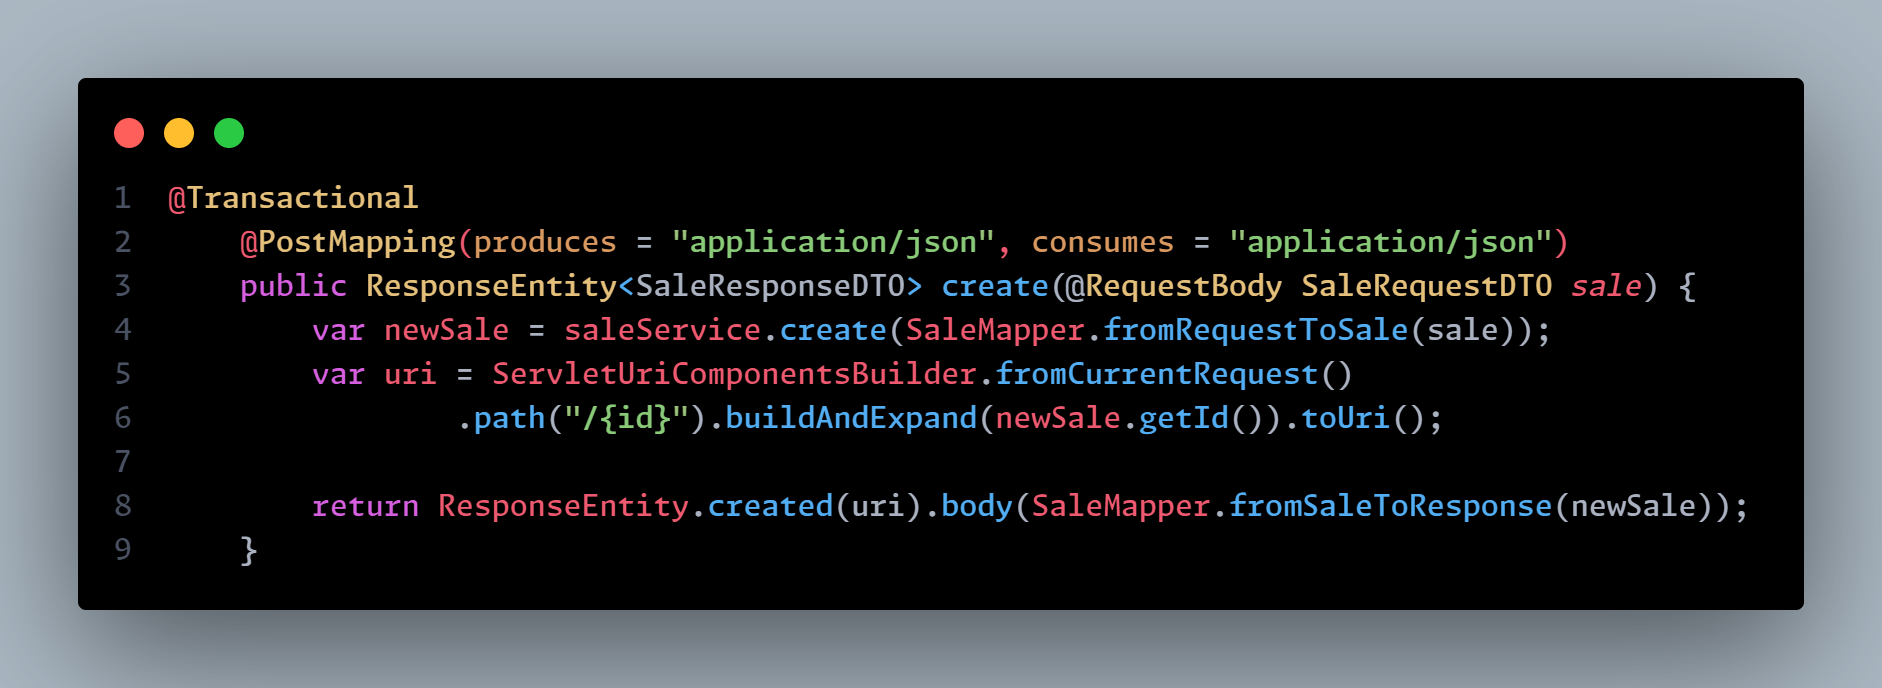 1 @Transactional
2     @PostMapping(produces = "application/json", consumes = "application/json")
3     public ResponseEntity<SaleResponseDTO> create(@RequestBody SaleRequestDTO sale) {
4         var newSale = saleService.create(SaleMapper.fromRequestToSale(sale));
5         var uri = ServletUriComponentsBuilder.fromCurrentRequest()
6                 .path("/{id}").buildAndExpand(newSale.getId()).toUri();
7
8         return ResponseEntity.created(uri).body(SaleMapper.fromSaleToResponse(newSale));
9     }